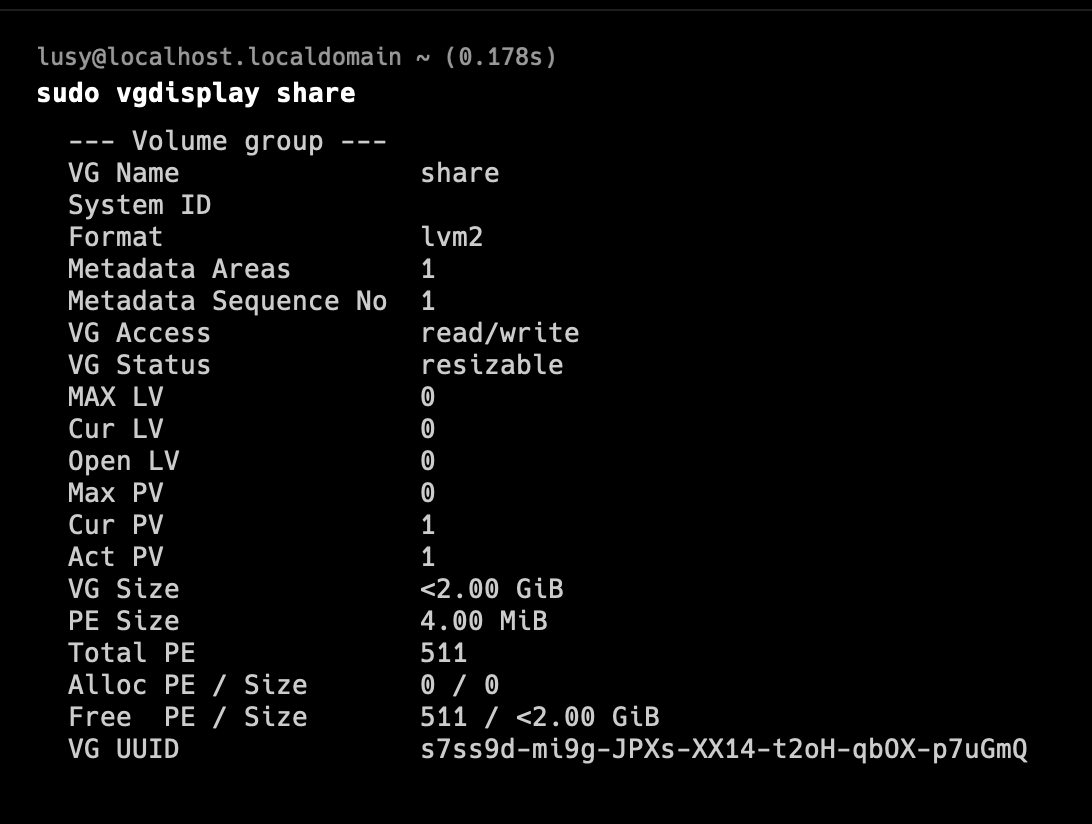 lusy@localhost.localdomain ~ (0.178s)
sudo vgdisplay share
--- Volume group ---
VG Name share
System ID
Format lvm2
Metadata Areas 1
Metadata Sequence No 1
VG Access read/write
VG Status resizable
MAX LV 0
Cur LV 0
Open LV 0
Max PV 0
Cur PV 1
Act PV 1
VG Size <2.00 GiB
PE Size 4.00 MiB
Total PE 511
Alloc PE / Size 0 / 0
Free  PE / Size 511 / <2.00 GiB
VG UUID s7ss9d-mi9g-JPXs-XX14-t2oH-qbOX-p7uGmQ